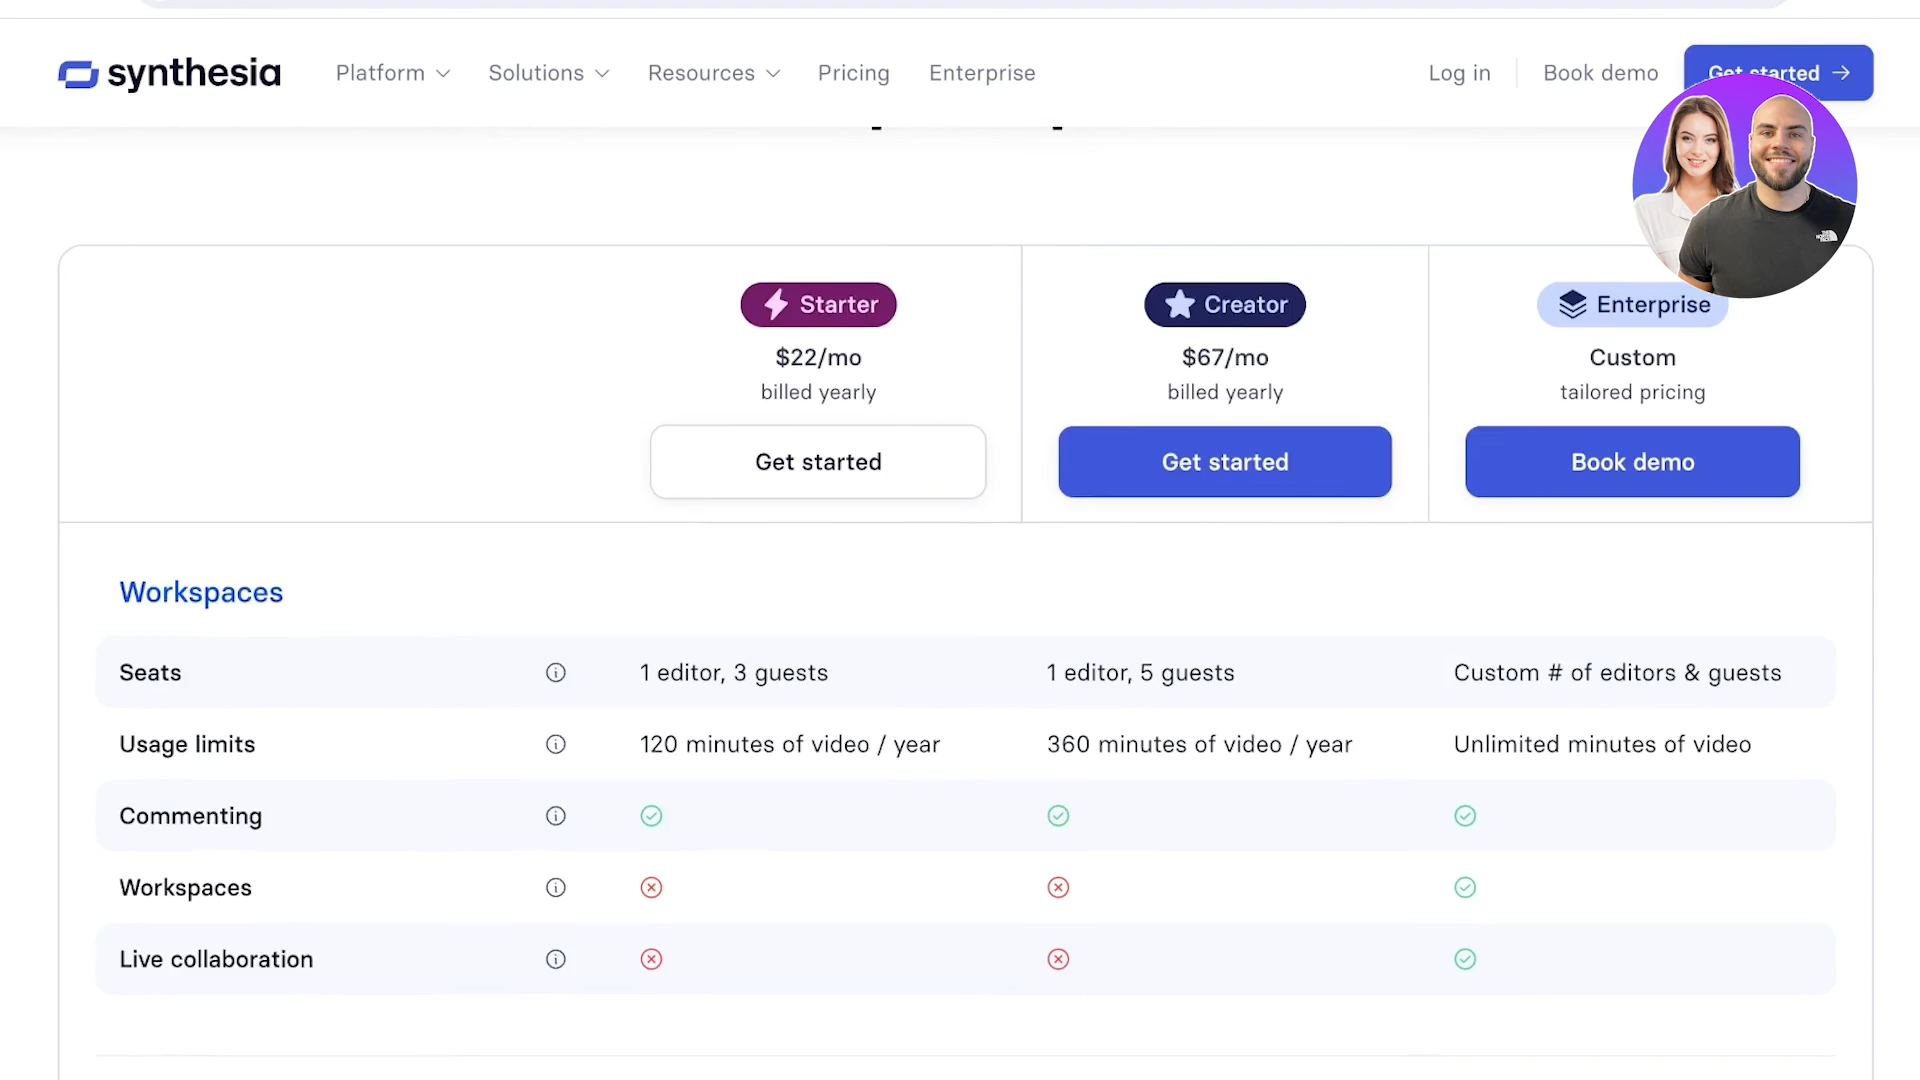 synthesia
Platform
Solutions
Resources
Pricing
Enterprise
Log in
Book demo
Get started
Starter
$22/mo
billed yearly
Get started
Creator
$67/mo
billed yearly
Get started
Enterprise
Custom
tailored pricing
Book demo
Workspaces
Seats
1 editor, 3 guests
1 editor, 5 guests
Custom # of editors & guests
Usage limits
120 minutes of video / year
360 minutes of video / year
Unlimited minutes of video
Commenting
Workspaces
Live collaboration